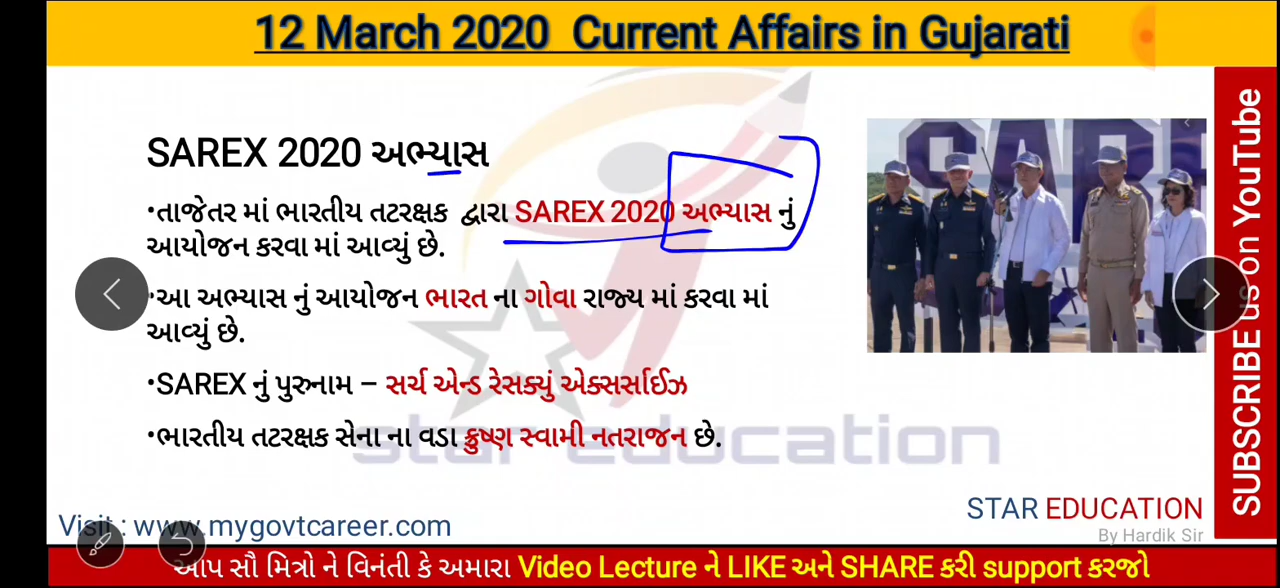 12 March 2020 Current Affairs in Gujarati
SAREX 2020 અભ્યાસ
•તાજેતર માં ભારતીય તટરક્ષક દ્વારા SAREX 2020 અભ્યાસ નું
આયોજન કરવા માં આવ્યું છે.
•આ અભ્યાસ નું આયોજન ભારત ના ગોવા રાજ્ય માં કરવા માં
આવ્યું છે.
•SAREX નું પુરુનામ – સર્ચ એન્ડ રેસક્યું એક્સર્સાઈઝ
•ભારતીય તટરક્ષક સેના ના વડા ક્રુષ્ણ સ્વામી નતરાજન છે.
star education
SUBSCRIBE us on YouTube
STAR EDUCATION
By Hardik Sir
Visit : www.mygovtcareer.com
આપ સૌ મિત્રો ને વિનંતી કે અમારા Video Lecture ને LIKE અને SHARE કરી support કરજો